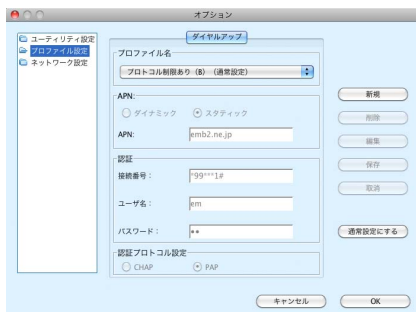 オプション
ユーティリティ設定
プロファイル設定
ネットワーク設定
ダイヤルアップ
プロファイル名
プロトコル制限あり (B) (通常設定)
APN:
ダイナミック
スタティック
APN:
emb2.ne.jp
認証
接続番号：
*99***1#
ユーザ名：
em
パスワード：
••
認証プロトコル設定
CHAP
PAP
新規
削除
編集
保存
取消
通常設定にする
キャンセル
OK